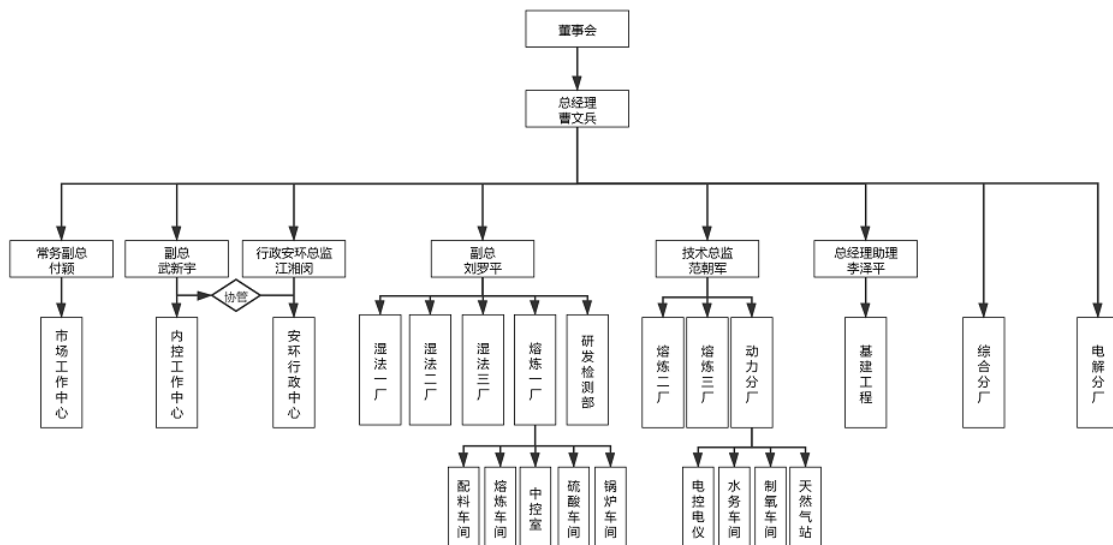 董事会
总经理
曹文兵
常务副总
付颖
副总
武新宇
行政安环总监
江湘闵
副总
刘罗平
技术总监
范朝军
总经理助理
李泽平
协管
市场工作中心
内控工作中心
安环行政中心
湿法一厂
湿法二厂
湿法三厂
熔炼一厂
研发检测部
熔炼二厂
熔炼三厂
动力分厂
基建工程
综合分厂
电解分厂
配料车间
熔炼车间
中控室
硫酸车间
锅炉车间
电控电仪
水务车间
制氧车间
天然气站